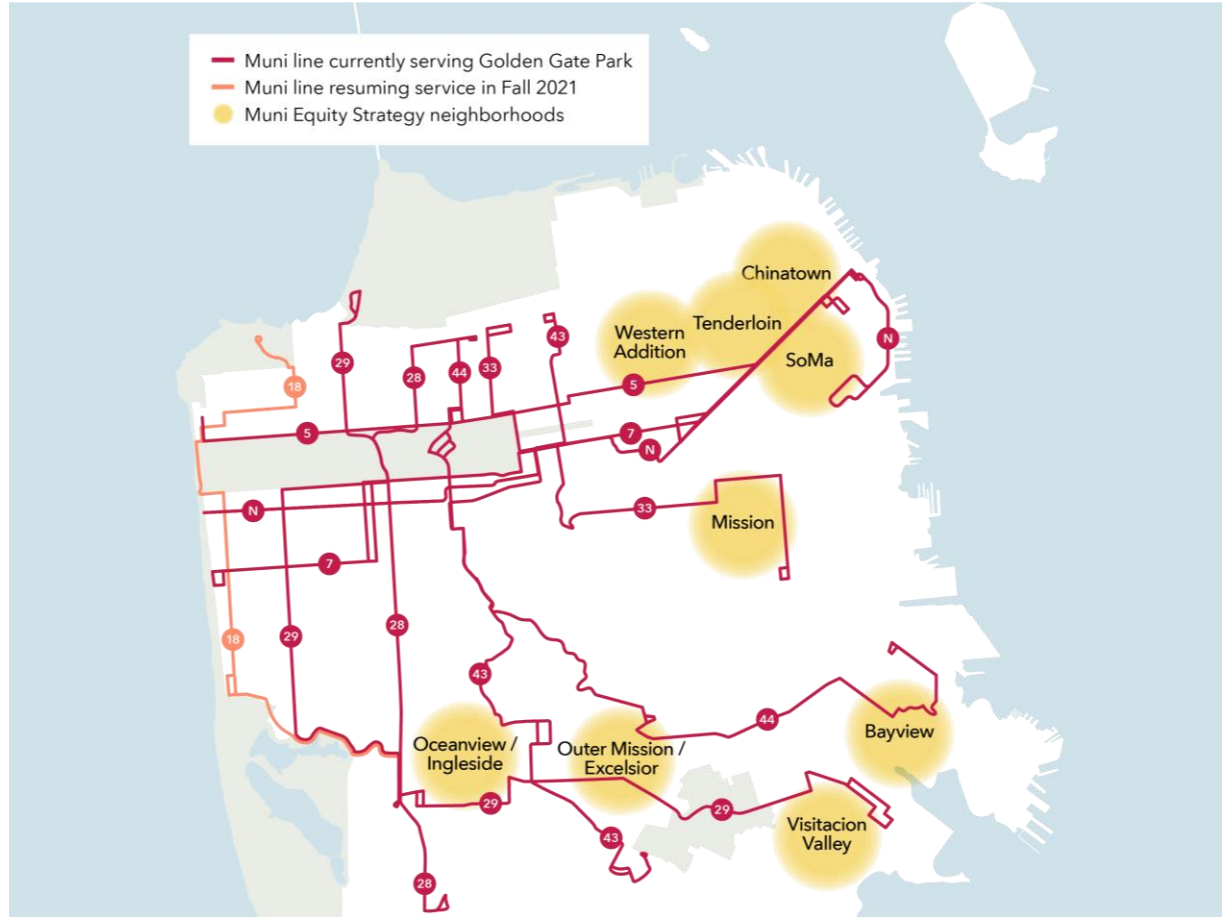 Muni line currently serving Golden Gate Park
Muni line resuming service in Fall 2021
Muni Equity Strategy neighborhoods
Chinatown
Tenderloin
Western
Addition
SoMa
43
N
29
28
44
33
18
5
5
7
N
N
33
Mission
7
18
29
28
43
44
Bayview
Oceanview /
Ingleside
Outer Mission /
Excelsior
29
29
Visitacion
Valley
43
28